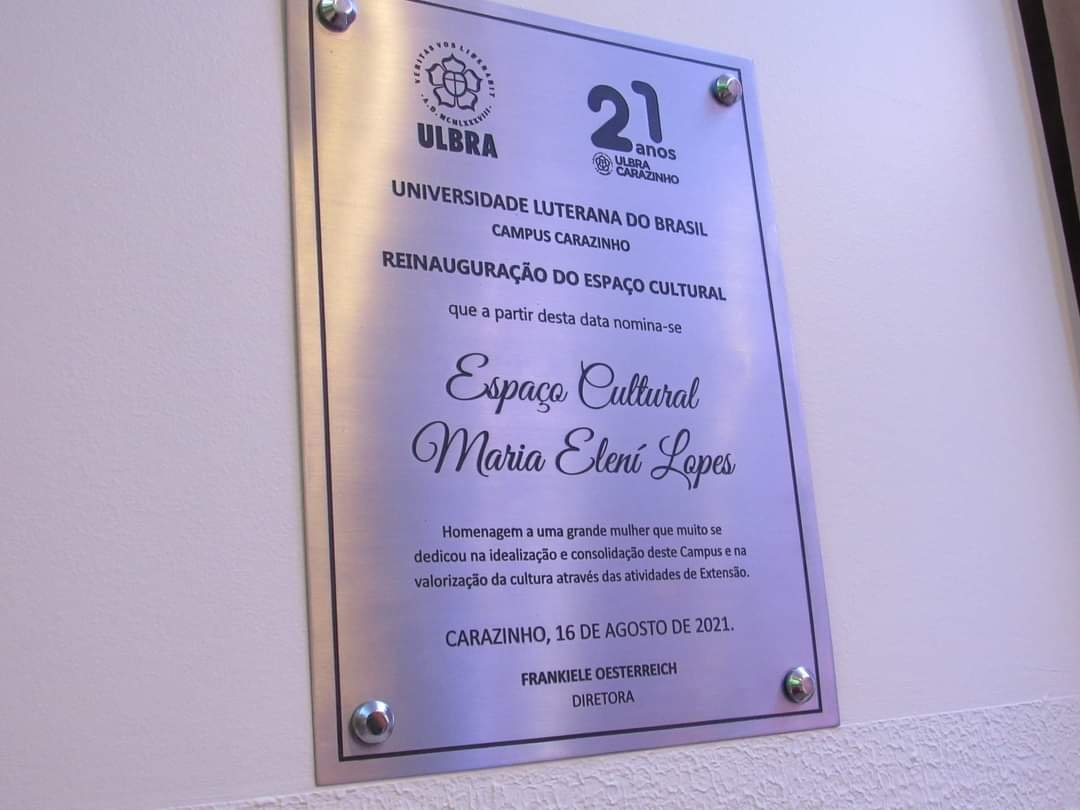 VERITAS VOS LIBERABIT
A.D. MCMLXXXVIII
ULBRA
21
anos
ULBRA
CARAZINHO
UNIVERSIDADE LUTERANA DO BRASIL
CAMPUS CARAZINHO
REINAUGURAÇÃO DO ESPAÇO CULTURAL
que a partir desta data nomina-se
Espaço Cultural
Maria Elení Lopes
Homenagem a uma grande mulher que muito se
dedicou na idealização e consolidação deste Campus e na
valorização da cultura através das atividades de Extensão.
CARAZINHO, 16 DE AGOSTO DE 2021.
FRANKIELE OESTERREICH
DIRETORA